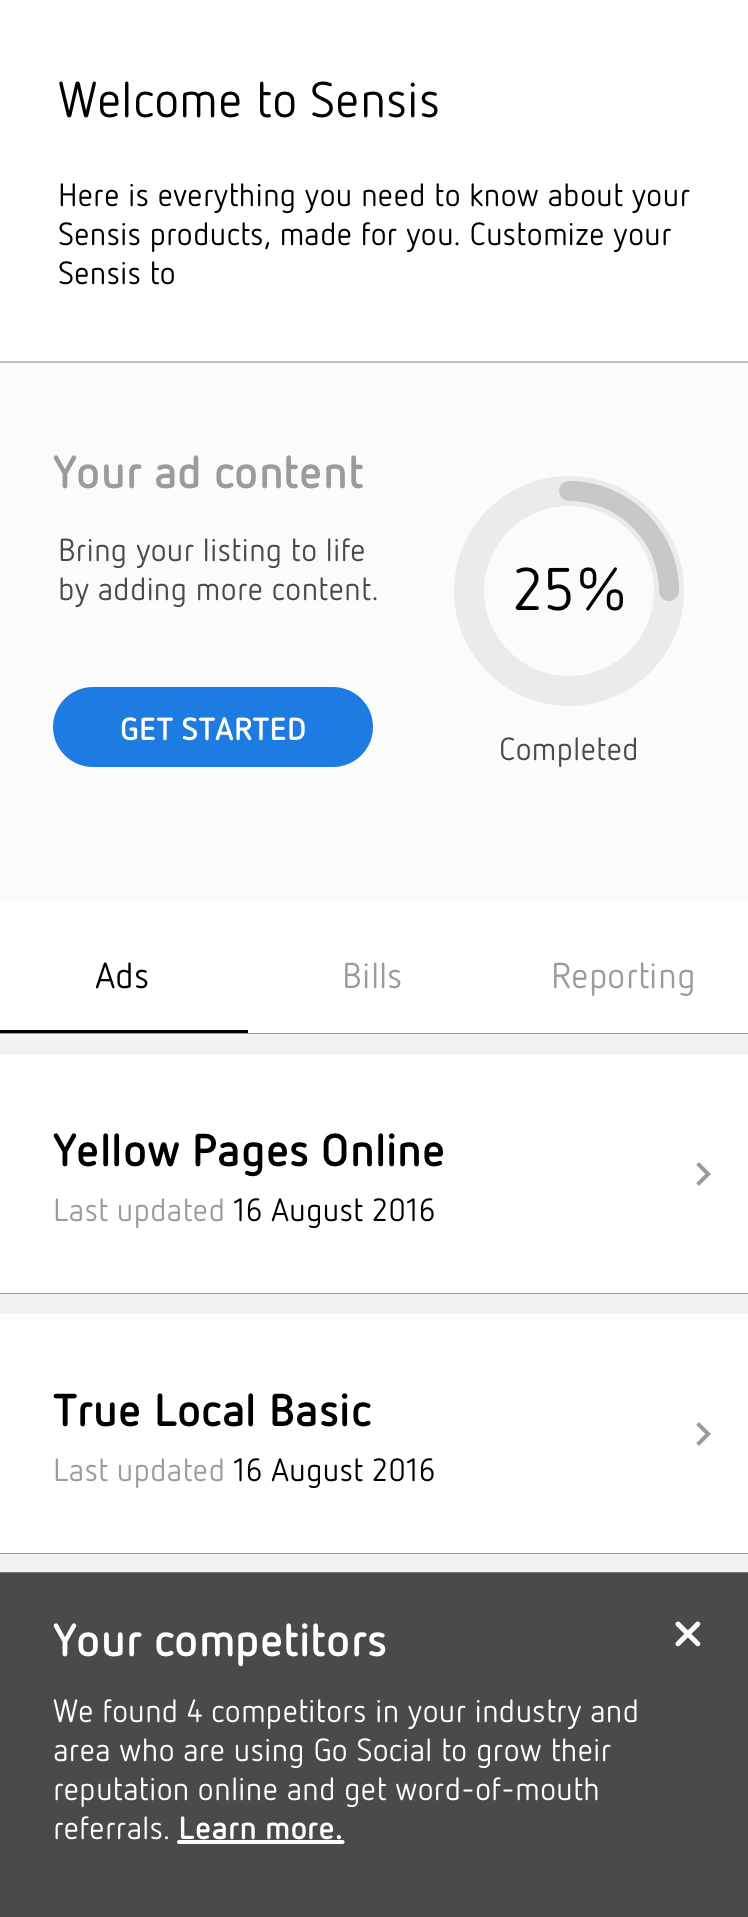 Welcome to Sensis
Here is everything you need to know about your
Sensis products, made for you. Customize your
Sensis to
Your ad content
Bring your listing to life
by adding more content.
GET STARTED
25%
Completed
Ads
Bills
Reporting
Yellow Pages Online
Last updated 16 August 2016
True Local Basic
Last updated 16 August 2016
Your competitors
We found 4 competitors in your industry and
area who are using Go Social to grow their
reputation online and get word-of-mouth
referrals. Learn more.